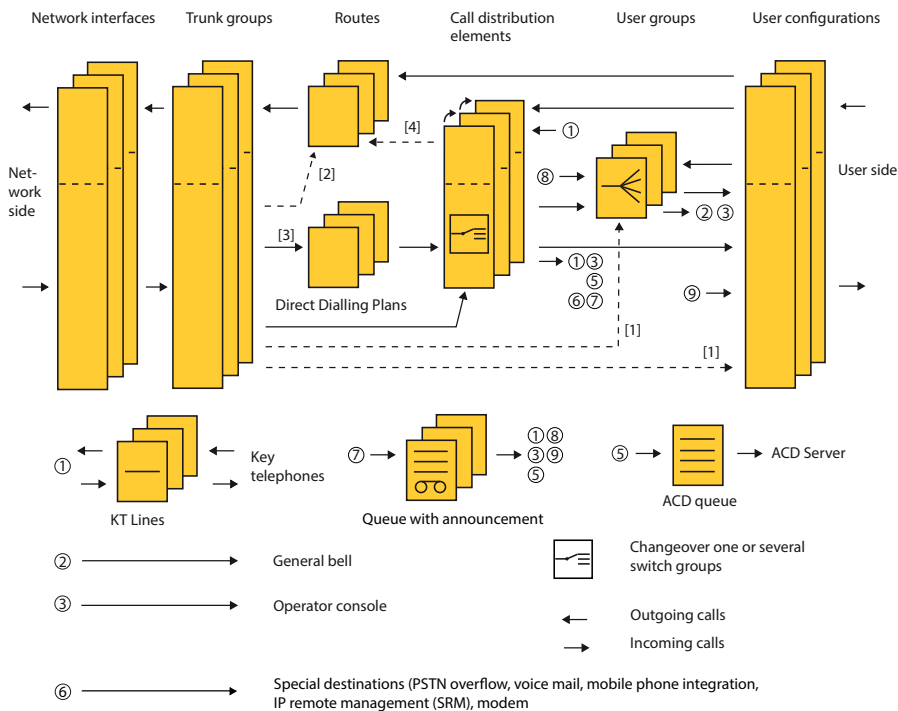 Network interfaces
Trunk groups
Routes
Call distribution
elements
User groups
User configurations
[4]
①
[2]
⑧
Net-
work
side
User side
② ③
[3]
①③
⑤
⑥⑦
⑨
Direct Dialling Plans
[1]
[1]
①
Key
telephones
KT Lines
⑦
①⑧
③⑨
⑤
Queue with announcement
⑤
ACD Server
ACD queue
②
General bell
Changeover one or several
switch groups
③
Operator console
Outgoing calls
Incoming calls
⑥
Special destinations (PSTN overflow, voice mail, mobile phone integration,
IP remote management (SRM), modem